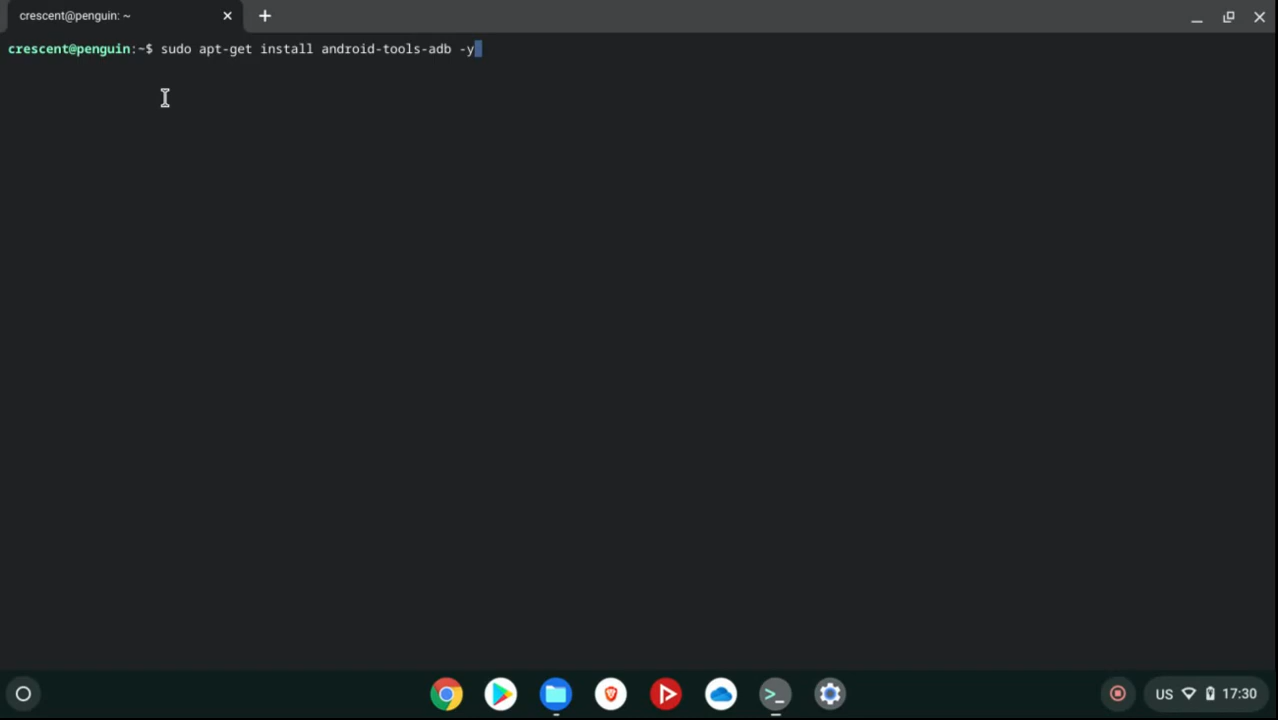 crescent@penguin: ~
crescent@penguin:~$ sudo apt-get install android-tools-adb -y
US 17:30